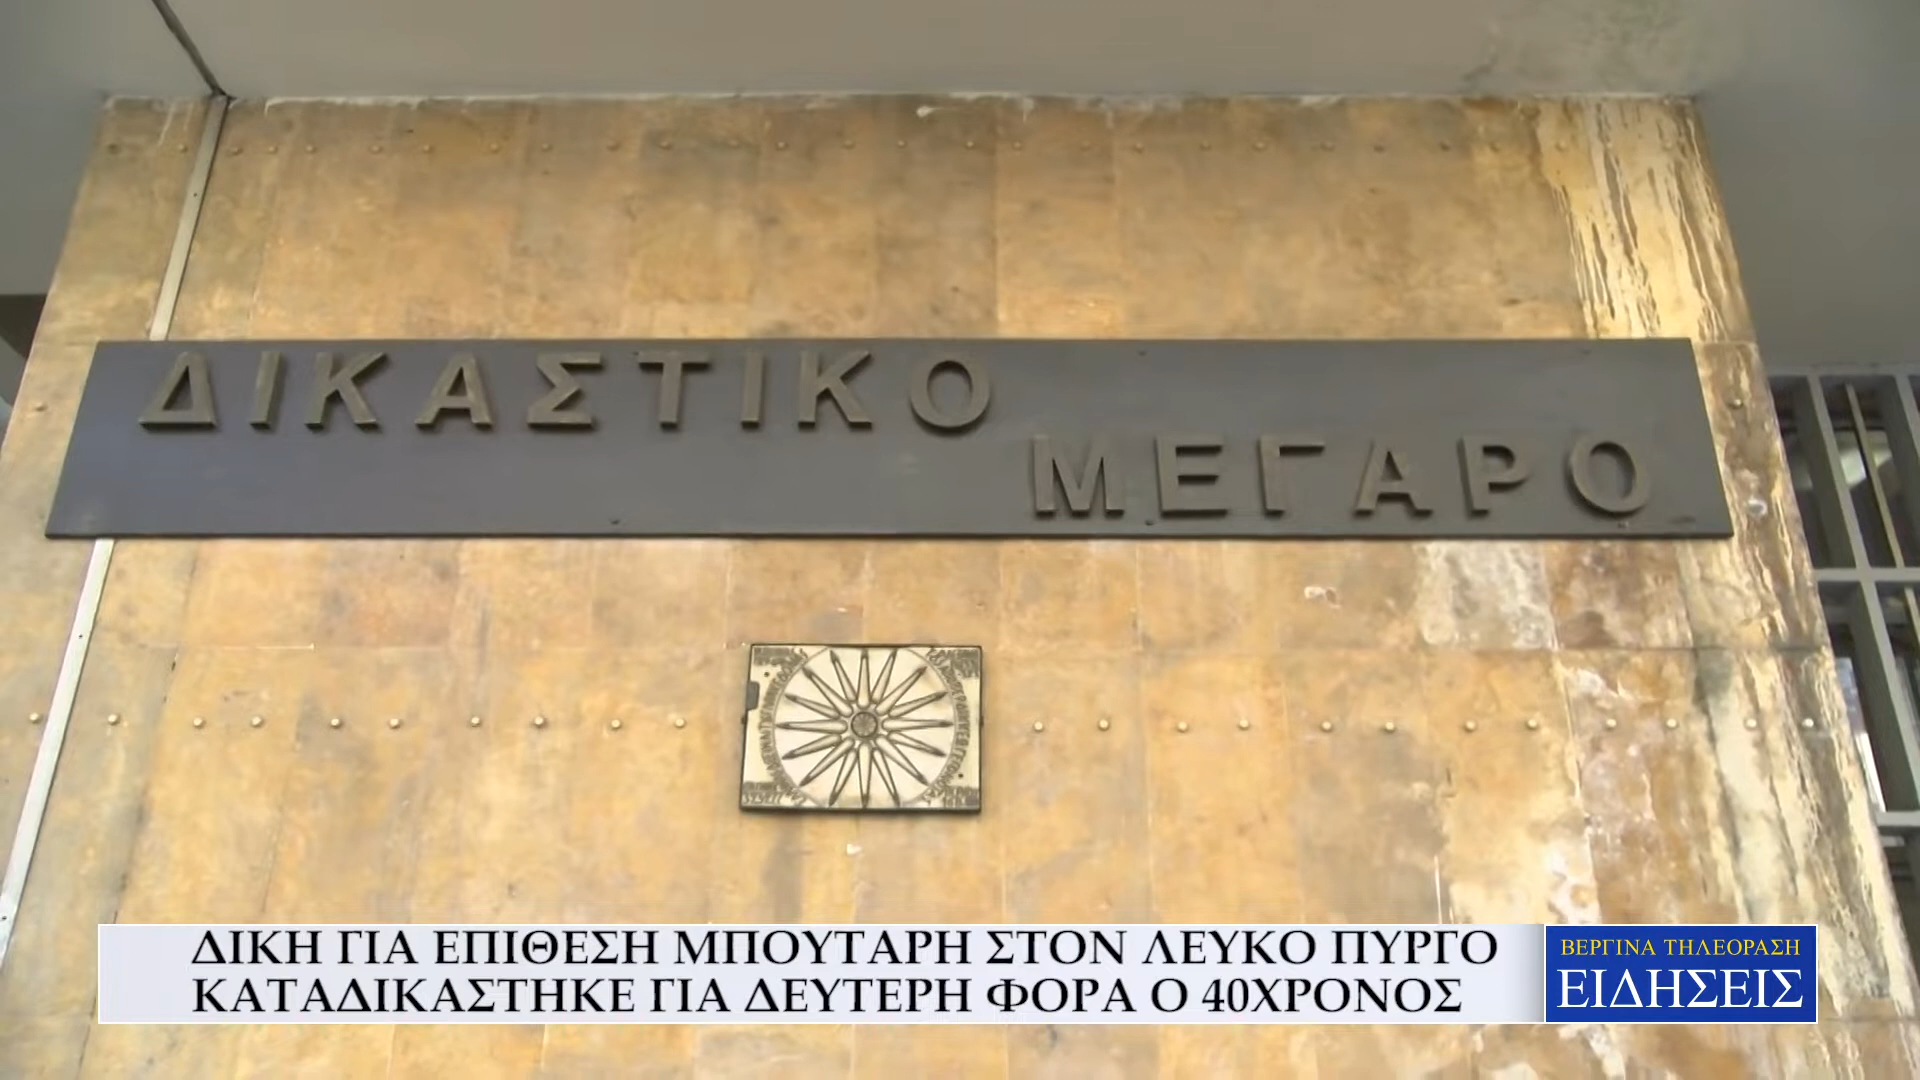 ΔΙΚΑΣΤΙΚΟ
ΜΕΓΑΡΟ
ΔΙΚΗ ΓΙΑ ΕΠΙΘΕΣΗ ΜΠΟΥΤΑΡΗ ΣΤΟΝ ΛΕΥΚΟ ΠΥΡΓΟ
ΚΑΤΑΔΙΚΑΣΤΗΚΕ ΓΙΑ ΔΕΥΤΕΡΗ ΦΟΡΑ Ο 40ΧΡΟΝΟΣ
ΒΕΡΓΙΝΑ ΤΗΛΕΟΡΑΣΗ
ΕΙΔΗΣΕΙΣ